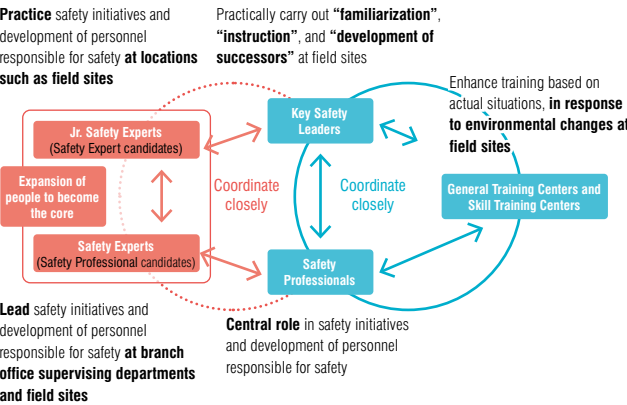 Practice safety initiatives and
development of personnel
responsible for safety at locations
such as field sites
Practically carry out “familiarization”,
“instruction”, and “development of
successors” at field sites
Enhance training based on
actual situations, in response
to environmental changes at
field sites
Jr. Safety Experts
(Safety Expert candidates)
Key Safety
Leaders
Expansion of
people to become
the core
Coordinate
closely
Coordinate
closely
General Training Centers and
Skill Training Centers
Safety Experts
(Safety Professional candidates)
Safety
Professionals
Lead safety initiatives and
development of personnel
responsible for safety at branch
office supervising departments
and field sites
Central role in safety initiatives
and development of personnel
responsible for safety